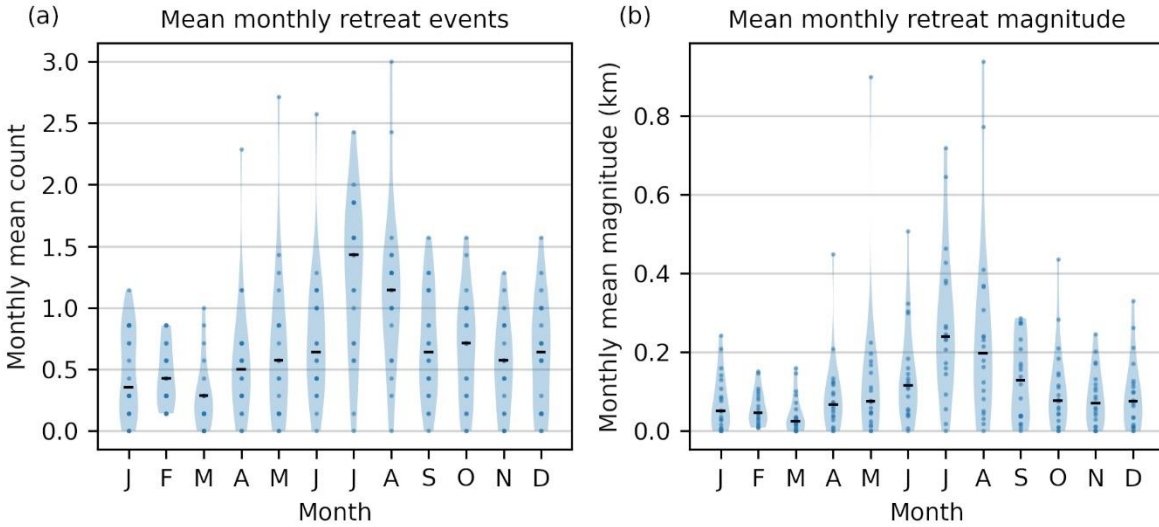 (a) Mean monthly retreat events
Monthly mean count
3.0
2.5
2.0
1.5
1.0
0.5
0.0
J F M A M J J A S O N D
Month
(b) Mean monthly retreat magnitude
Monthly mean magnitude (km)
0.8
0.6
0.4
0.2
0.0
J F M A M J J A S O N D
Month